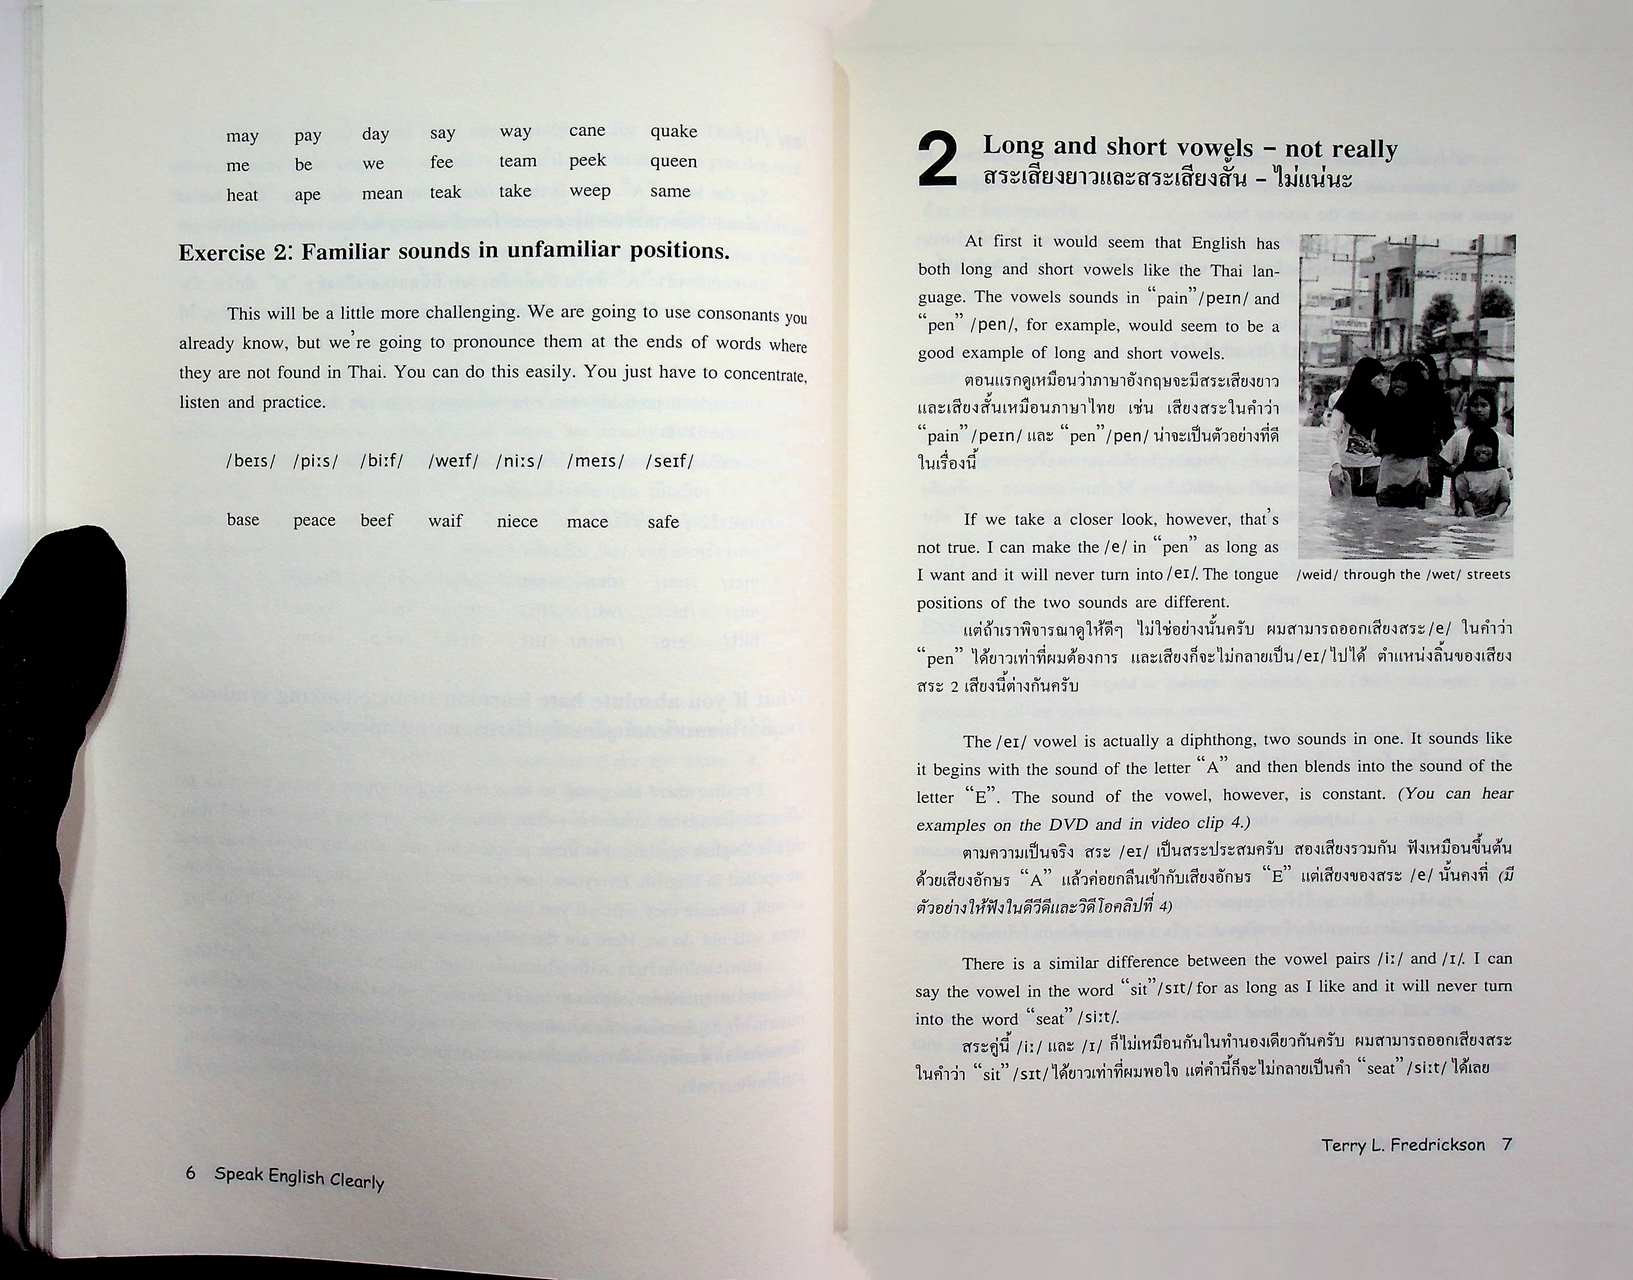 may pay day say way cane quake
me be we fee team peek queen
heat ape mean teak take weep same
Exercise 2: Familiar sounds in unfamiliar positions.
This will be a little more challenging. We are going to use consonants you
already know, but we're going to pronounce them at the ends of words where
they are not found in Thai. You can do this easily. You just have to concentrate,
listen and practice.
/beɪs/ /piːs/ /biːf/ /weɪf/ /niːs/ /meɪs/ /seɪf/
base peace beef waif niece mace safe
6 Speak English Clearly
2 Long and short vowels – not really
สระเสียงยาวและสระเสียงสั้น – ไม่แน่นะ
At first it would seem that English has
both long and short vowels like the Thai lan-
guage. The vowels sounds in “pain”/peɪn/ and
“pen” /pen/, for example, would seem to be a
good example of long and short vowels.
ตอนแรกดูเหมือนว่าภาษาอังกฤษจะมีสระเสียงยาว
และเสียงสั้นเหมือนภาษาไทย เช่น เสียงสระในคำว่า
“pain”/peɪn/ และ “pen”/pen/ น่าจะเป็นตัวอย่างที่ดี
ในเรื่องนี้
If we take a closer look, however, that's
not true. I can make the /e/ in “pen” as long as
I want and it will never turn into /eɪ/. The tongue
positions of the two sounds are different.
/weid/ through the /wet/ streets
แต่ถ้าเราพิจารณาดูให้ดีๆ ไม่ใช่อย่างนั้นครับ ผมสามารถออกเสียงสระ/e/ ในคำว่า
“pen” ได้ยาวเท่าที่ผมต้องการ และเสียงก็จะไม่กลายเป็น/eɪ/ไปได้ ตำแหน่งลิ้นของเสียง
สระ 2 เสียงนี้ต่างกันครับ
The /eɪ/ vowel is actually a diphthong, two sounds in one. It sounds like
it begins with the sound of the letter “A” and then blends into the sound of the
letter “E”. The sound of the vowel, however, is constant. (You can hear
examples on the DVD and in video clip 4.)
ตามความเป็นจริง สระ /eɪ/ เป็นสระประสมครับ สองเสียงรวมกัน ฟังเหมือนขึ้นต้น
ด้วยเสียงอักษร “A” แล้วค่อยกลืนเข้ากับเสียงอักษร “E” แต่เสียงของสระ /e/ นั้นคงที่ (มี
ตัวอย่างให้ฟังในดีวีดีและวิดีโอคลิปที่ 4)
There is a similar difference between the vowel pairs /iː/ and /ɪ/. I can
say the vowel in the word “sit”/sɪt/ for as long as I like and it will never turn
into the word “seat” /siːt/.
สระคู่นี้ /iː/ และ /ɪ/ ก็ไม่เหมือนกันในทำนองเดียวกันครับ ผมสามารถออกเสียงสระ
ในคำว่า “sit” /sɪt/ ได้ยาวเท่าที่ผมพอใจ แต่คำนี้ก็จะไม่กลายเป็นคำ “seat” /siːt/ ได้เลย
Terry L. Fredrickson 7